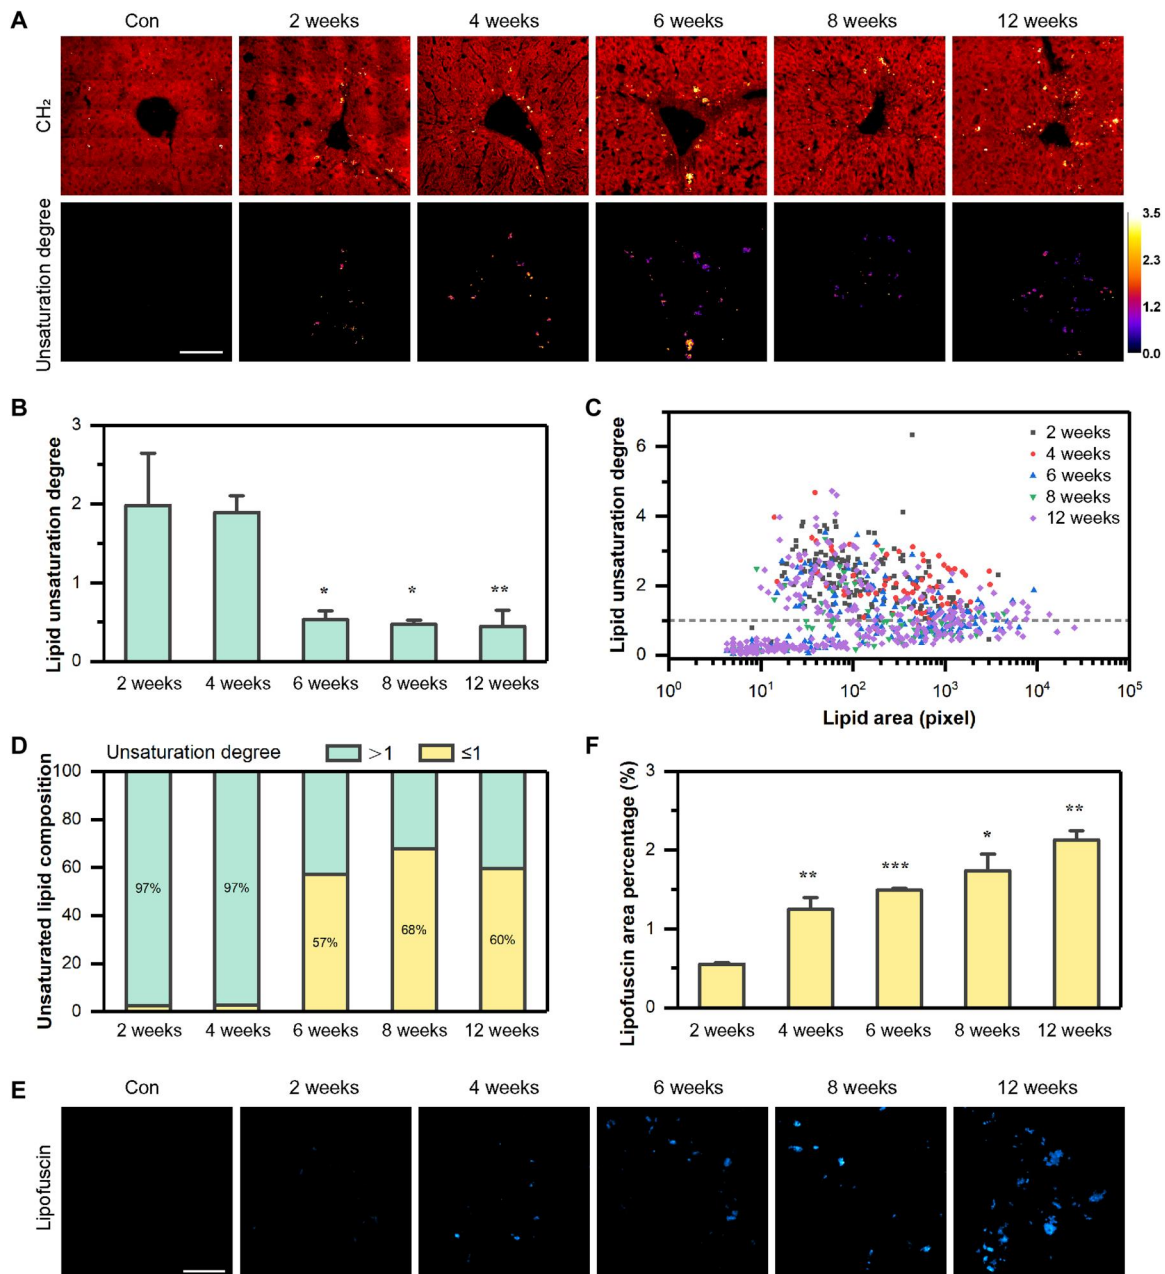 A
Con 2 weeks 4 weeks 6 weeks 8 weeks 12 weeks
CH₂
Unsaturation degree
3.5
2.3
1.2
0.0
B
Lipid unsaturation degree
3
2
1
0
* * **
2 weeks 4 weeks 6 weeks 8 weeks 12 weeks
C
Lipid unsaturation degree
6
4
2
0
2 weeks
4 weeks
6 weeks
8 weeks
12 weeks
10⁰ 10¹ 10² 10³ 10⁴ 10⁵
Lipid area (pixel)
D
Unsaturation degree >1 ≤1
Unsaturated lipid composition
100
80
60
40
20
0
97% 97% 57% 68% 60%
2 weeks 4 weeks 6 weeks 8 weeks 12 weeks
F
Lipofuscin area percentage (%)
3
2
1
0
** *** * **
2 weeks 4 weeks 6 weeks 8 weeks 12 weeks
E
Con 2 weeks 4 weeks 6 weeks 8 weeks 12 weeks
Lipofuscin